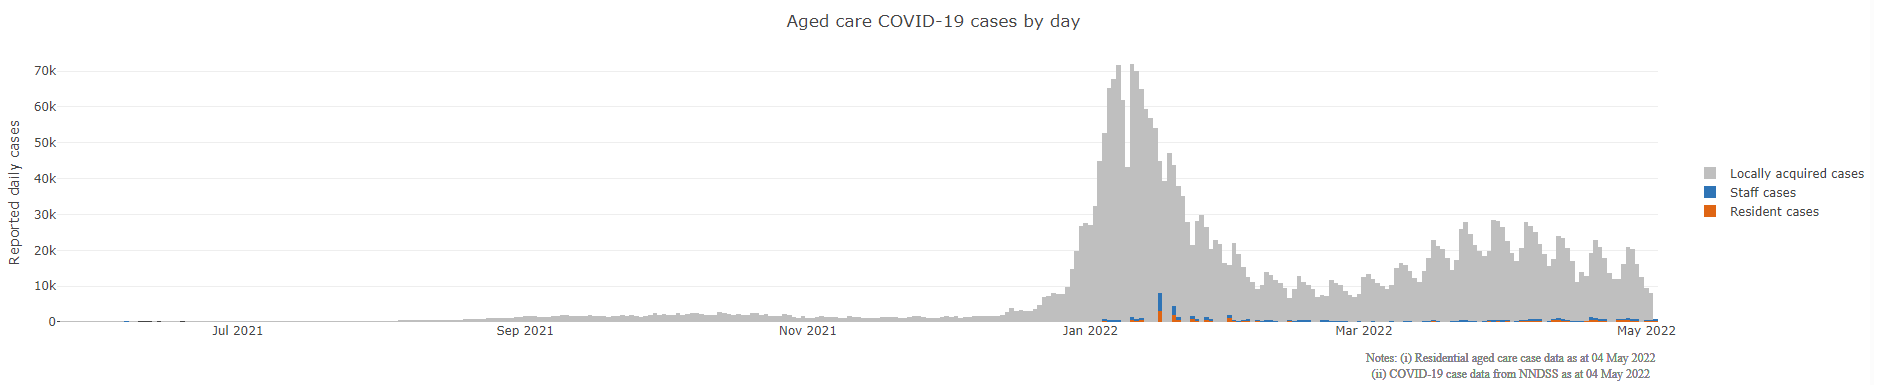 Aged care COVID-19 cases by day
Reported daily cases
70k
60k
50k
40k
30k
20k
10k
0
Jul 2021
Sep 2021
Nov 2021
Jan 2022
Mar 2022
May 2022
Locally acquired cases
Staff cases
Resident cases
Notes: (i) Residential aged care case data as at 04 May 2022
(ii) COVID-19 case data from NNDSS as at 04 May 2022